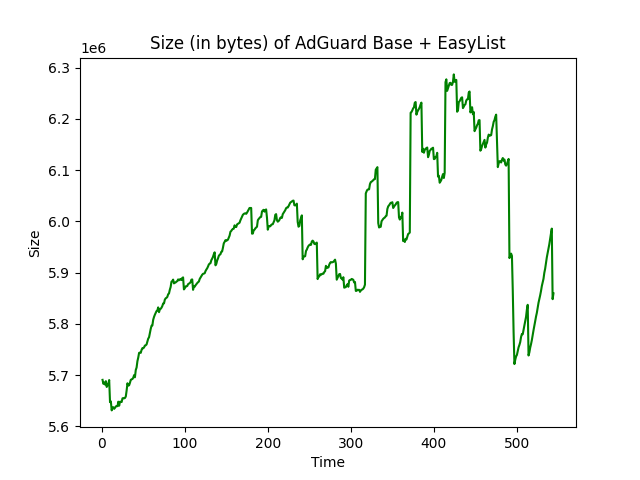 Size (in bytes) of AdGuard Base + EasyList
1e6
6.3
6.2
6.1
6.0
5.9
5.8
5.7
5.6
Size
0 100 200 300 400 500
Time